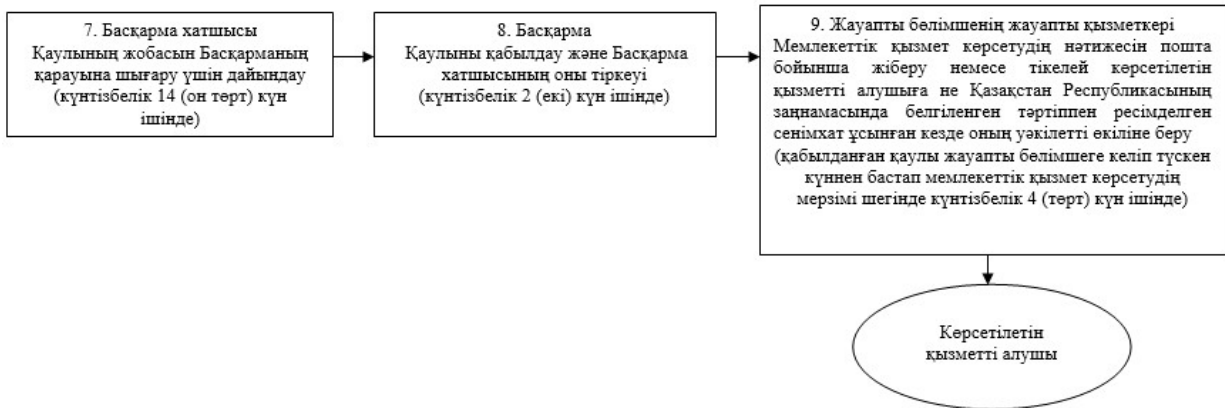 7. Басқарма хатшысы
Қаулының жобасын Басқарманың
қарауына шығару үшін дайындау
(күнтізбелік 14 (он төрт) күн
ішінде)
8. Басқарма
Қаулыны қабылдау және Басқарма
хатшысының оны тіркеуі
(күнтізбелік 2 (екі) күн ішінде)
9. Жауапты бөлімшенің жауапты қызметкері
Мемлекеттік қызмет көрсетудің нәтижесін пошта
бойынша жіберу немесе тікелей көрсетілетін
қызметті алушыға не Қазақстан Республикасының
заңнамасында белгіленген тәртіппен ресімделген
сенімхат ұсынған кезде оның уәкілетті өкіліне беру
(қабылданған қаулы жауапты бөлімшеге келіп түскен
күннен бастап мемлекеттік қызмет көрсетудің
мерзімі шегінде күнтізбелік 4 (төрт) күн ішінде)
Көрсетілетін
қызметті алушы